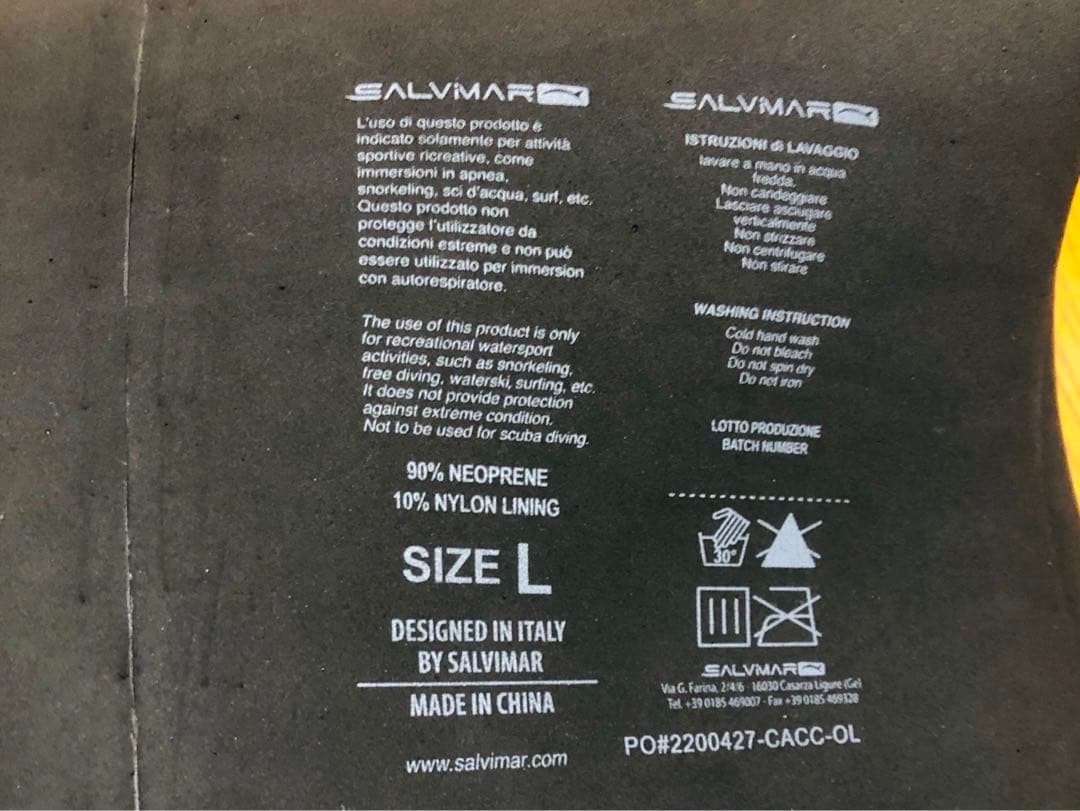 SALVIMAR
L'uso di questo prodotto è
indicato solamente per attività
sportive ricreative, come
immersioni in apnea,
snorkeling, sci d'acqua, surf, etc.
Questo prodotto non
protegge l'utilizzatore da
condizioni estreme e non può
essere utilizzato per immersion
con autorespiratore.
The use of this product is only
for recreational watersport
activities, such as snorkeling,
free diving, waterski, surfing, etc.
It does not provide protection
against extreme condition.
Not to be used for scuba diving.
90% NEOPRENE
10% NYLON LINING
SIZE L
DESIGNED IN ITALY
BY SALVIMAR
MADE IN CHINA
www.salvimar.com
SALVIMAR
ISTRUZIONI di LAVAGGIO
lavare a mano in acqua
fredda.
Non candeggiare
Lasciare asciugare
verticalmente
Non strizzare
Non centrifugare
Non stirare
WASHING INSTRUCTION
Cold hand wash
Do not bleach
Do not spin dry
Do not iron
LOTTO PRODUZIONE
BATCH NUMBER
30°
SALVIMAR
Via G. Farina, 2/4/6 - 16030 Casarza Ligure (Ge)
Tel. +39 0185 469007 - Fax +39 0185 469328
PO#2200427-CACC-OL